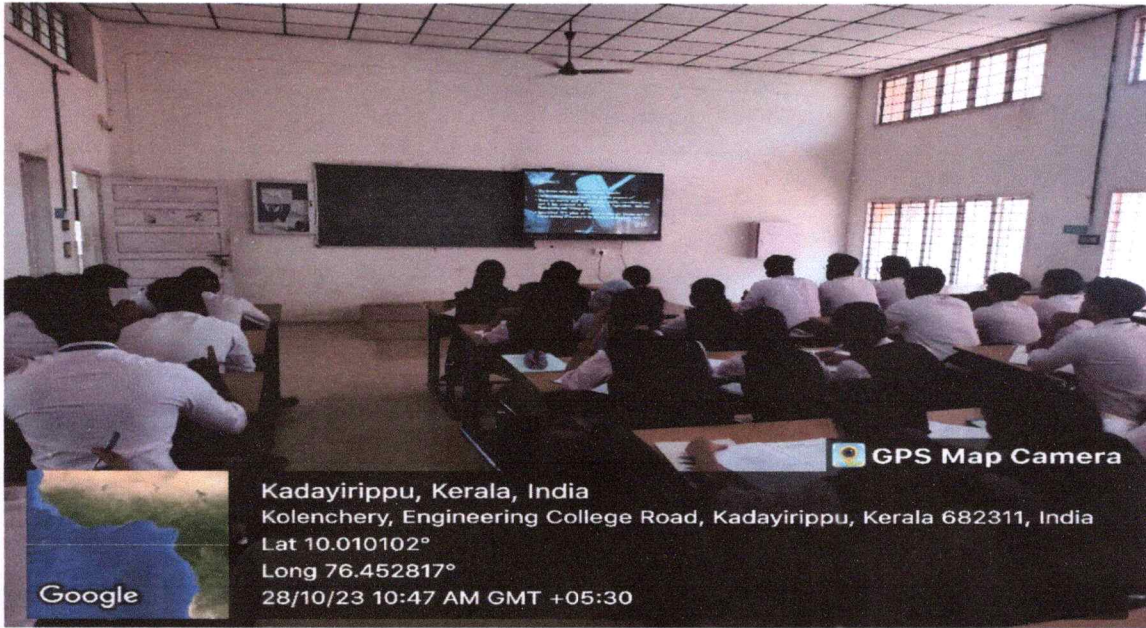 GPS Map Camera
Kadayirippu, Kerala, India
Kolenchery, Engineering College Road, Kadayirippu, Kerala 682311, India
Lat 10.010102°
Long 76.452817°
28/10/23 10:47 AM GMT +05:30
Google